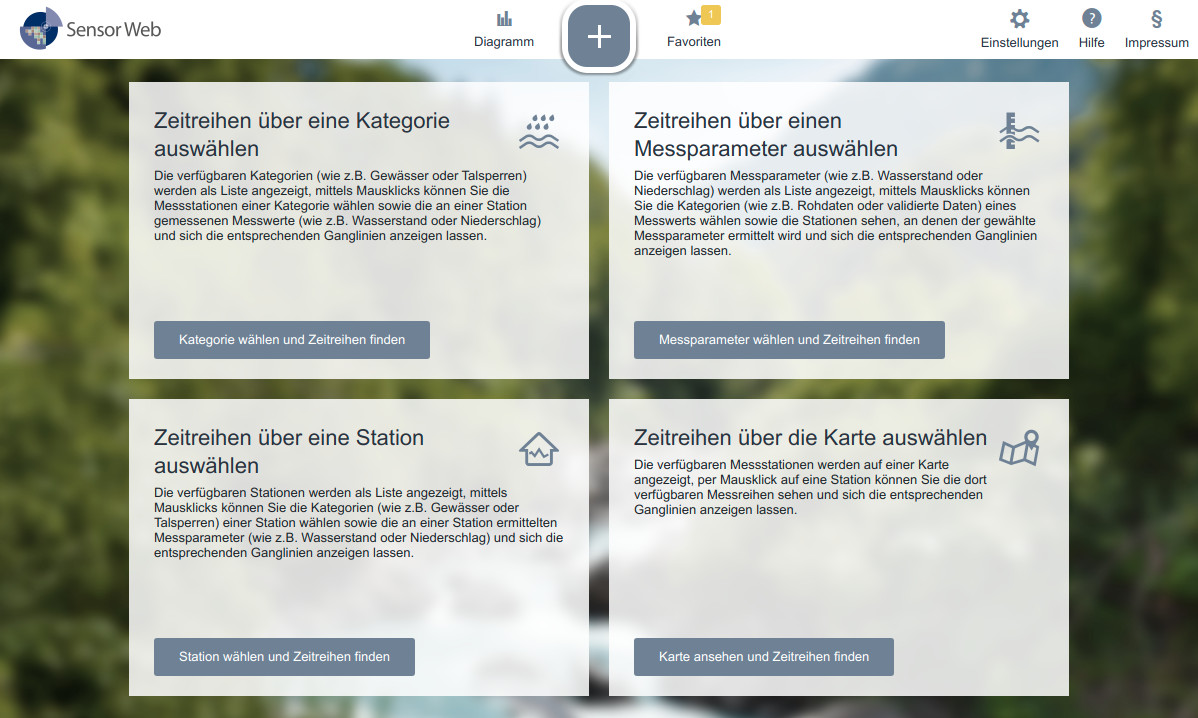 Sensor Web
Diagramm
1
Favoriten
Einstellungen
?
Hilfe
§
Impressum
Zeitreihen über eine Kategorie
auswählen
Die verfügbaren Kategorien (wie z.B. Gewässer oder Talsperren)
werden als Liste angezeigt, mittels Mausklicks können Sie die
Messstationen einer Kategorie wählen sowie die an einer Station
gemessenen Messwerte (wie z.B. Wasserstand oder Niederschlag)
und sich die entsprechenden Ganglinien anzeigen lassen.
Kategorie wählen und Zeitreihen finden
Zeitreihen über einen
Messparameter auswählen
Die verfügbaren Messparameter (wie z.B. Wasserstand oder
Niederschlag) werden als Liste angezeigt, mittels Mausklicks können
Sie die Kategorien (wie z.B. Rohdaten oder validierte Daten) eines
Messwerts wählen sowie die Stationen sehen, an denen der gewählte
Messparameter ermittelt wird und sich die entsprechenden Ganglinien
anzeigen lassen.
Messparameter wählen und Zeitreihen finden
Zeitreihen über eine Station
auswählen
Die verfügbaren Stationen werden als Liste angezeigt, mittels
Mausklicks können Sie die Kategorien (wie z.B. Gewässer oder
Talsperren) einer Station wählen sowie die an einer Station ermittelten
Messparameter (wie z.B. Wasserstand oder Niederschlag) und sich die
entsprechenden Ganglinien anzeigen lassen.
Station wählen und Zeitreihen finden
Zeitreihen über die Karte auswählen
Die verfügbaren Messstationen werden auf einer Karte
angezeigt, per Mausklick auf eine Station können Sie die dort
verfügbaren Messreihen sehen und sich die entsprechenden
Ganglinien anzeigen lassen.
Karte ansehen und Zeitreihen finden